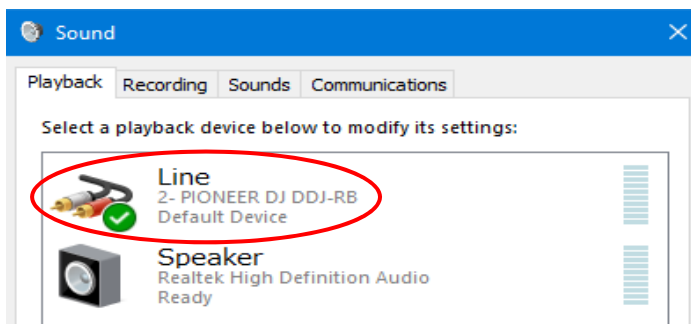 Sound
Playback Recording Sounds Communications
Select a playback device below to modify its settings:
Line
2- PIONEER DJ DDJ-RB
Default Device
Speaker
Realtek High Definition Audio
Ready